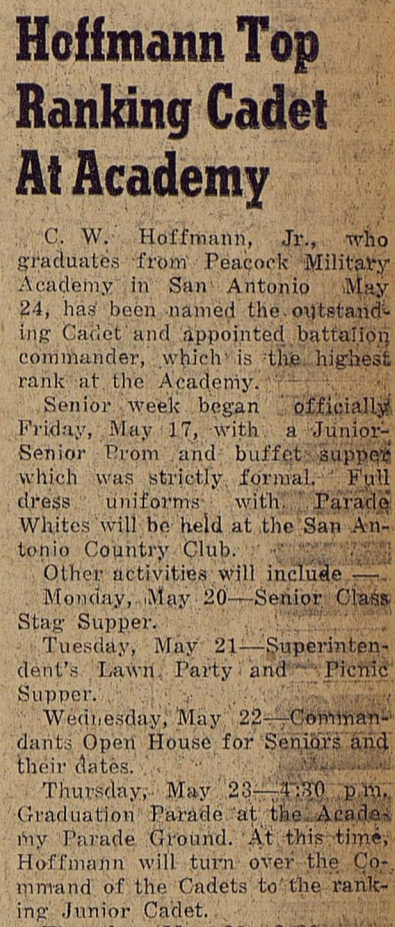 Hoffmann Top
Ranking Cadet
At Academy
C. W. Hoffmann, Jr., who
graduates from Peacock Military
Academy in San Antonio May
24, has been named the outstand-
ing Cadet and appointed battalion
commander, which is the highest
rank at the Academy.
Senior week began officially
Friday, May 17, with a Junior-
Senior Prom and buffet supper
which was strictly formal. Full
dress uniforms with Parade
Whites will be held at the San An-
tonio Country Club.
Other activities will include —
Monday, May 20—Senior Class
Stag Supper.
Tuesday, May 21—Superinten-
dent's Lawn Party and Picnic
Supper.
Wednesday, May 22—Comman-
dants Open House for Seniors and
their dates.
Thursday, May 23—4:30 p.m.
Graduation Parade at the Acade-
my Parade Ground. At this time,
Hoffmann will turn over the Co-
mmand of the Cadets to the rank-
ing Junior Cadet.